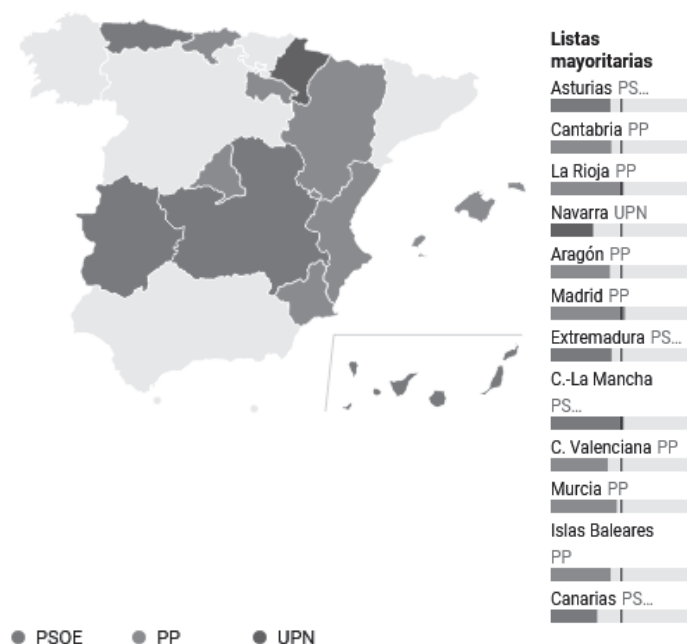 Listas
mayoritarias
Asturias PS...
Cantabria PP
La Rioja PP
Navarra UPN
Aragón PP
Madrid PP
Extremadura PS...
C.-La Mancha
PS...
C. Valenciana PP
Murcia PP
Islas Baleares
PP
Canarias PS...
PSOE PP UPN